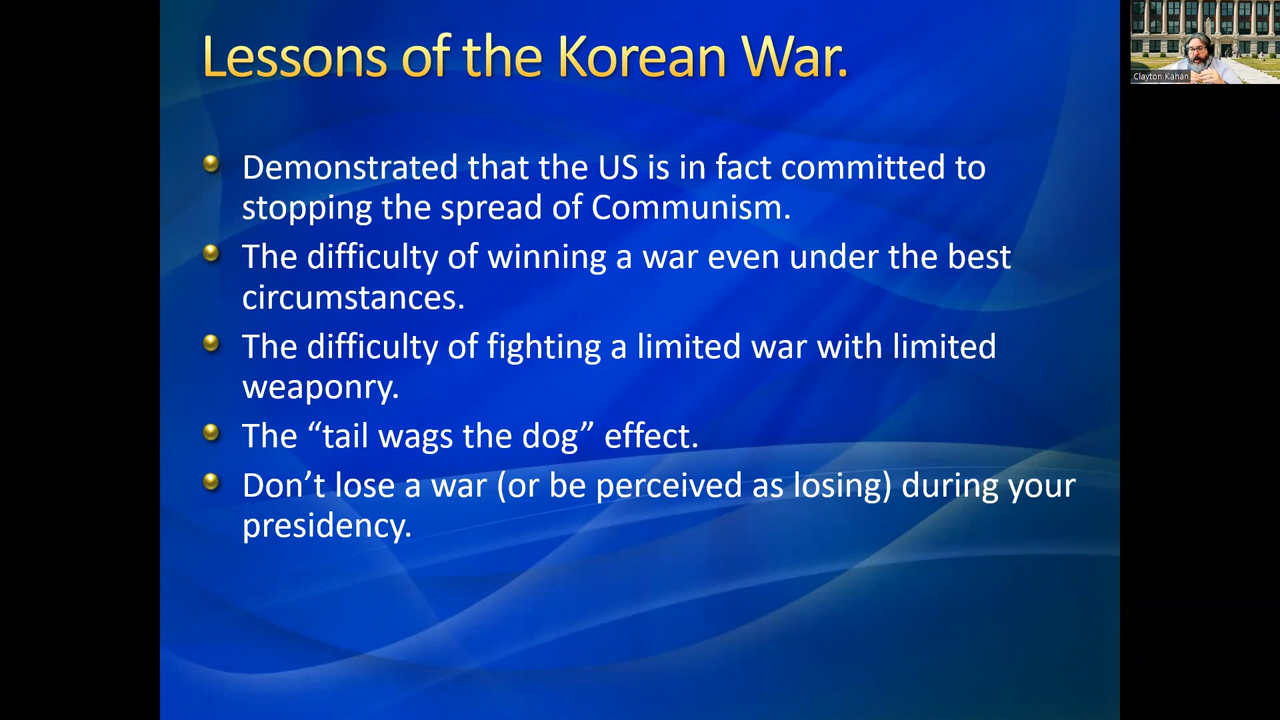 Lessons of the Korean War.
Clayton Kahan
Demonstrated that the US is in fact committed to
stopping the spread of Communism.
The difficulty of winning a war even under the best
circumstances.
The difficulty of fighting a limited war with limited
weaponry.
The “tail wags the dog” effect.
Don’t lose a war (or be perceived as losing) during your
presidency.